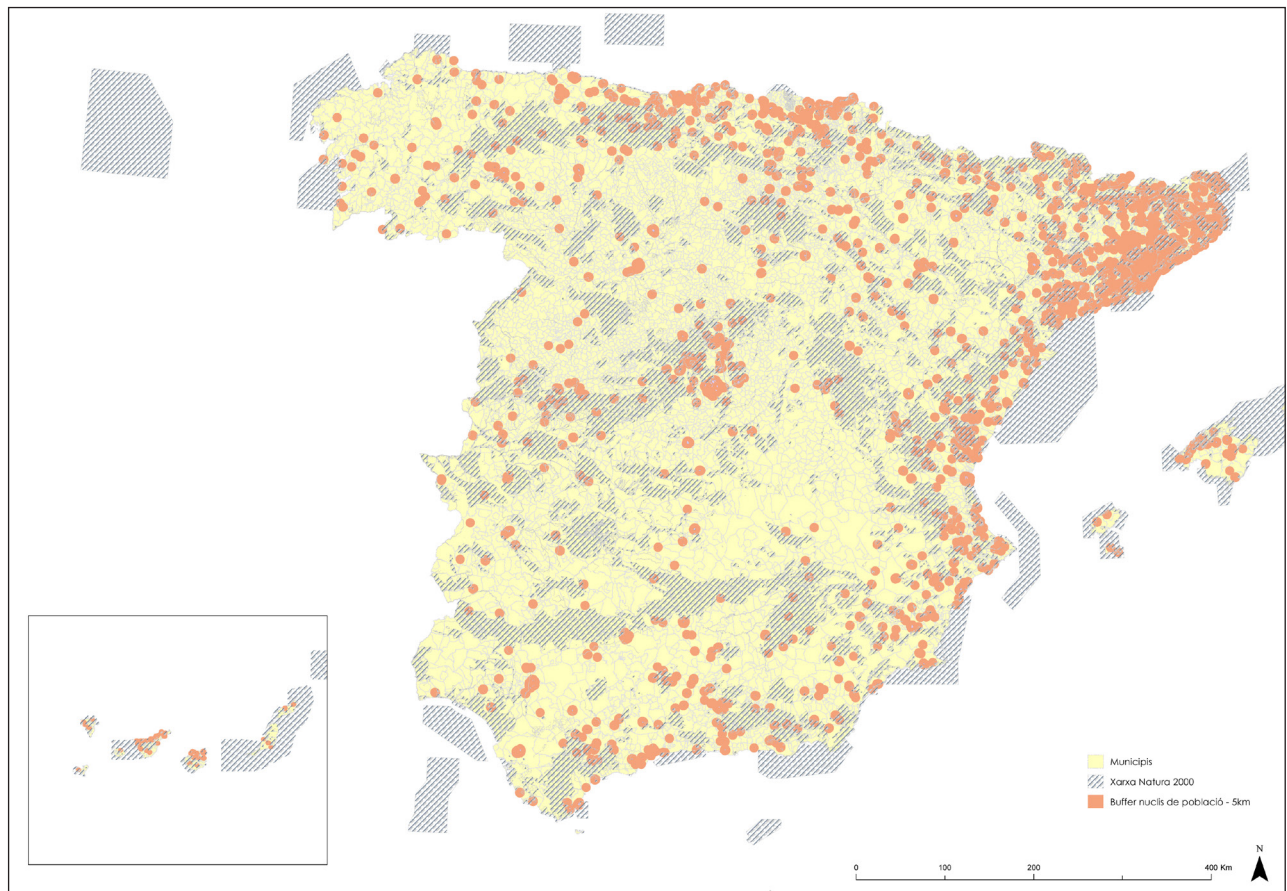 Municipis
Xarxa Natura 2000
Buffer nuclis de població - 5km
N
0 100 200 400 Km